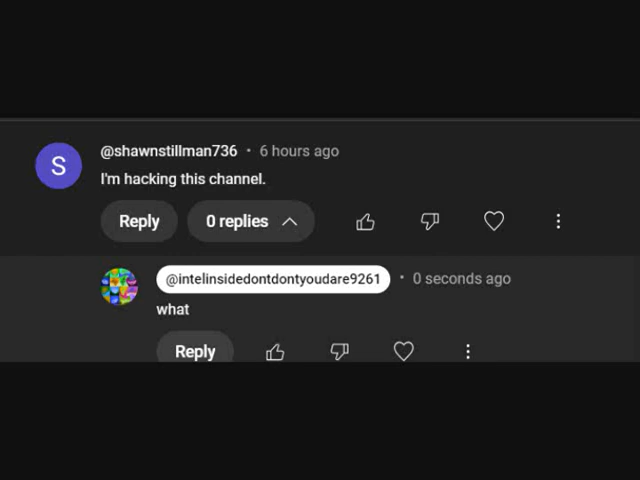 S
@shawnstillman736 • 6 hours ago
I'm hacking this channel.
Reply 0 replies
@intelinsidedontdontyoudare9261 • 0 seconds ago
what
Reply